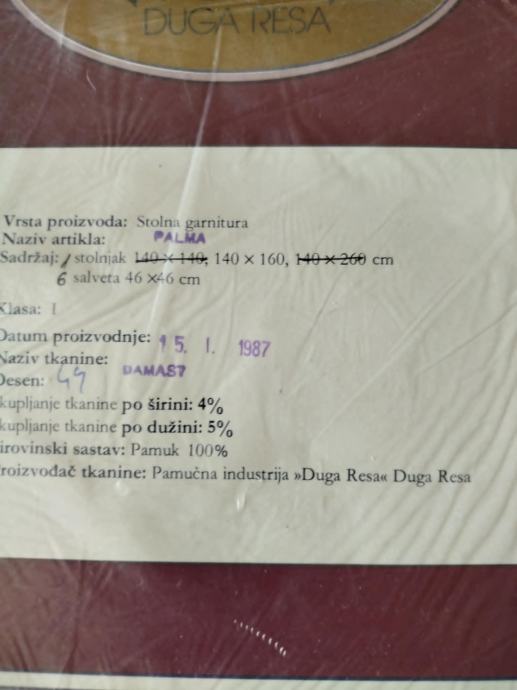 DUGA RESA
Vrsta proizvoda: Stolna garnitura
Naziv artikla: PALMA
Sadržaj: 1 stolnjak 140 × 140, 140 × 160, 140 × 260 cm
6 salveta 46 ×46 cm
Klasa: I
Datum proizvodnje: 15. I. 1987
Naziv tkanine: DAMAST
Desen: 44
kupljanje tkanine po širini: 4%
kupljanje tkanine po dužini: 5%
irovinski sastav: Pamuk 100%
roizvođač tkanine: Pamučna industrija »Duga Resa« Duga Resa